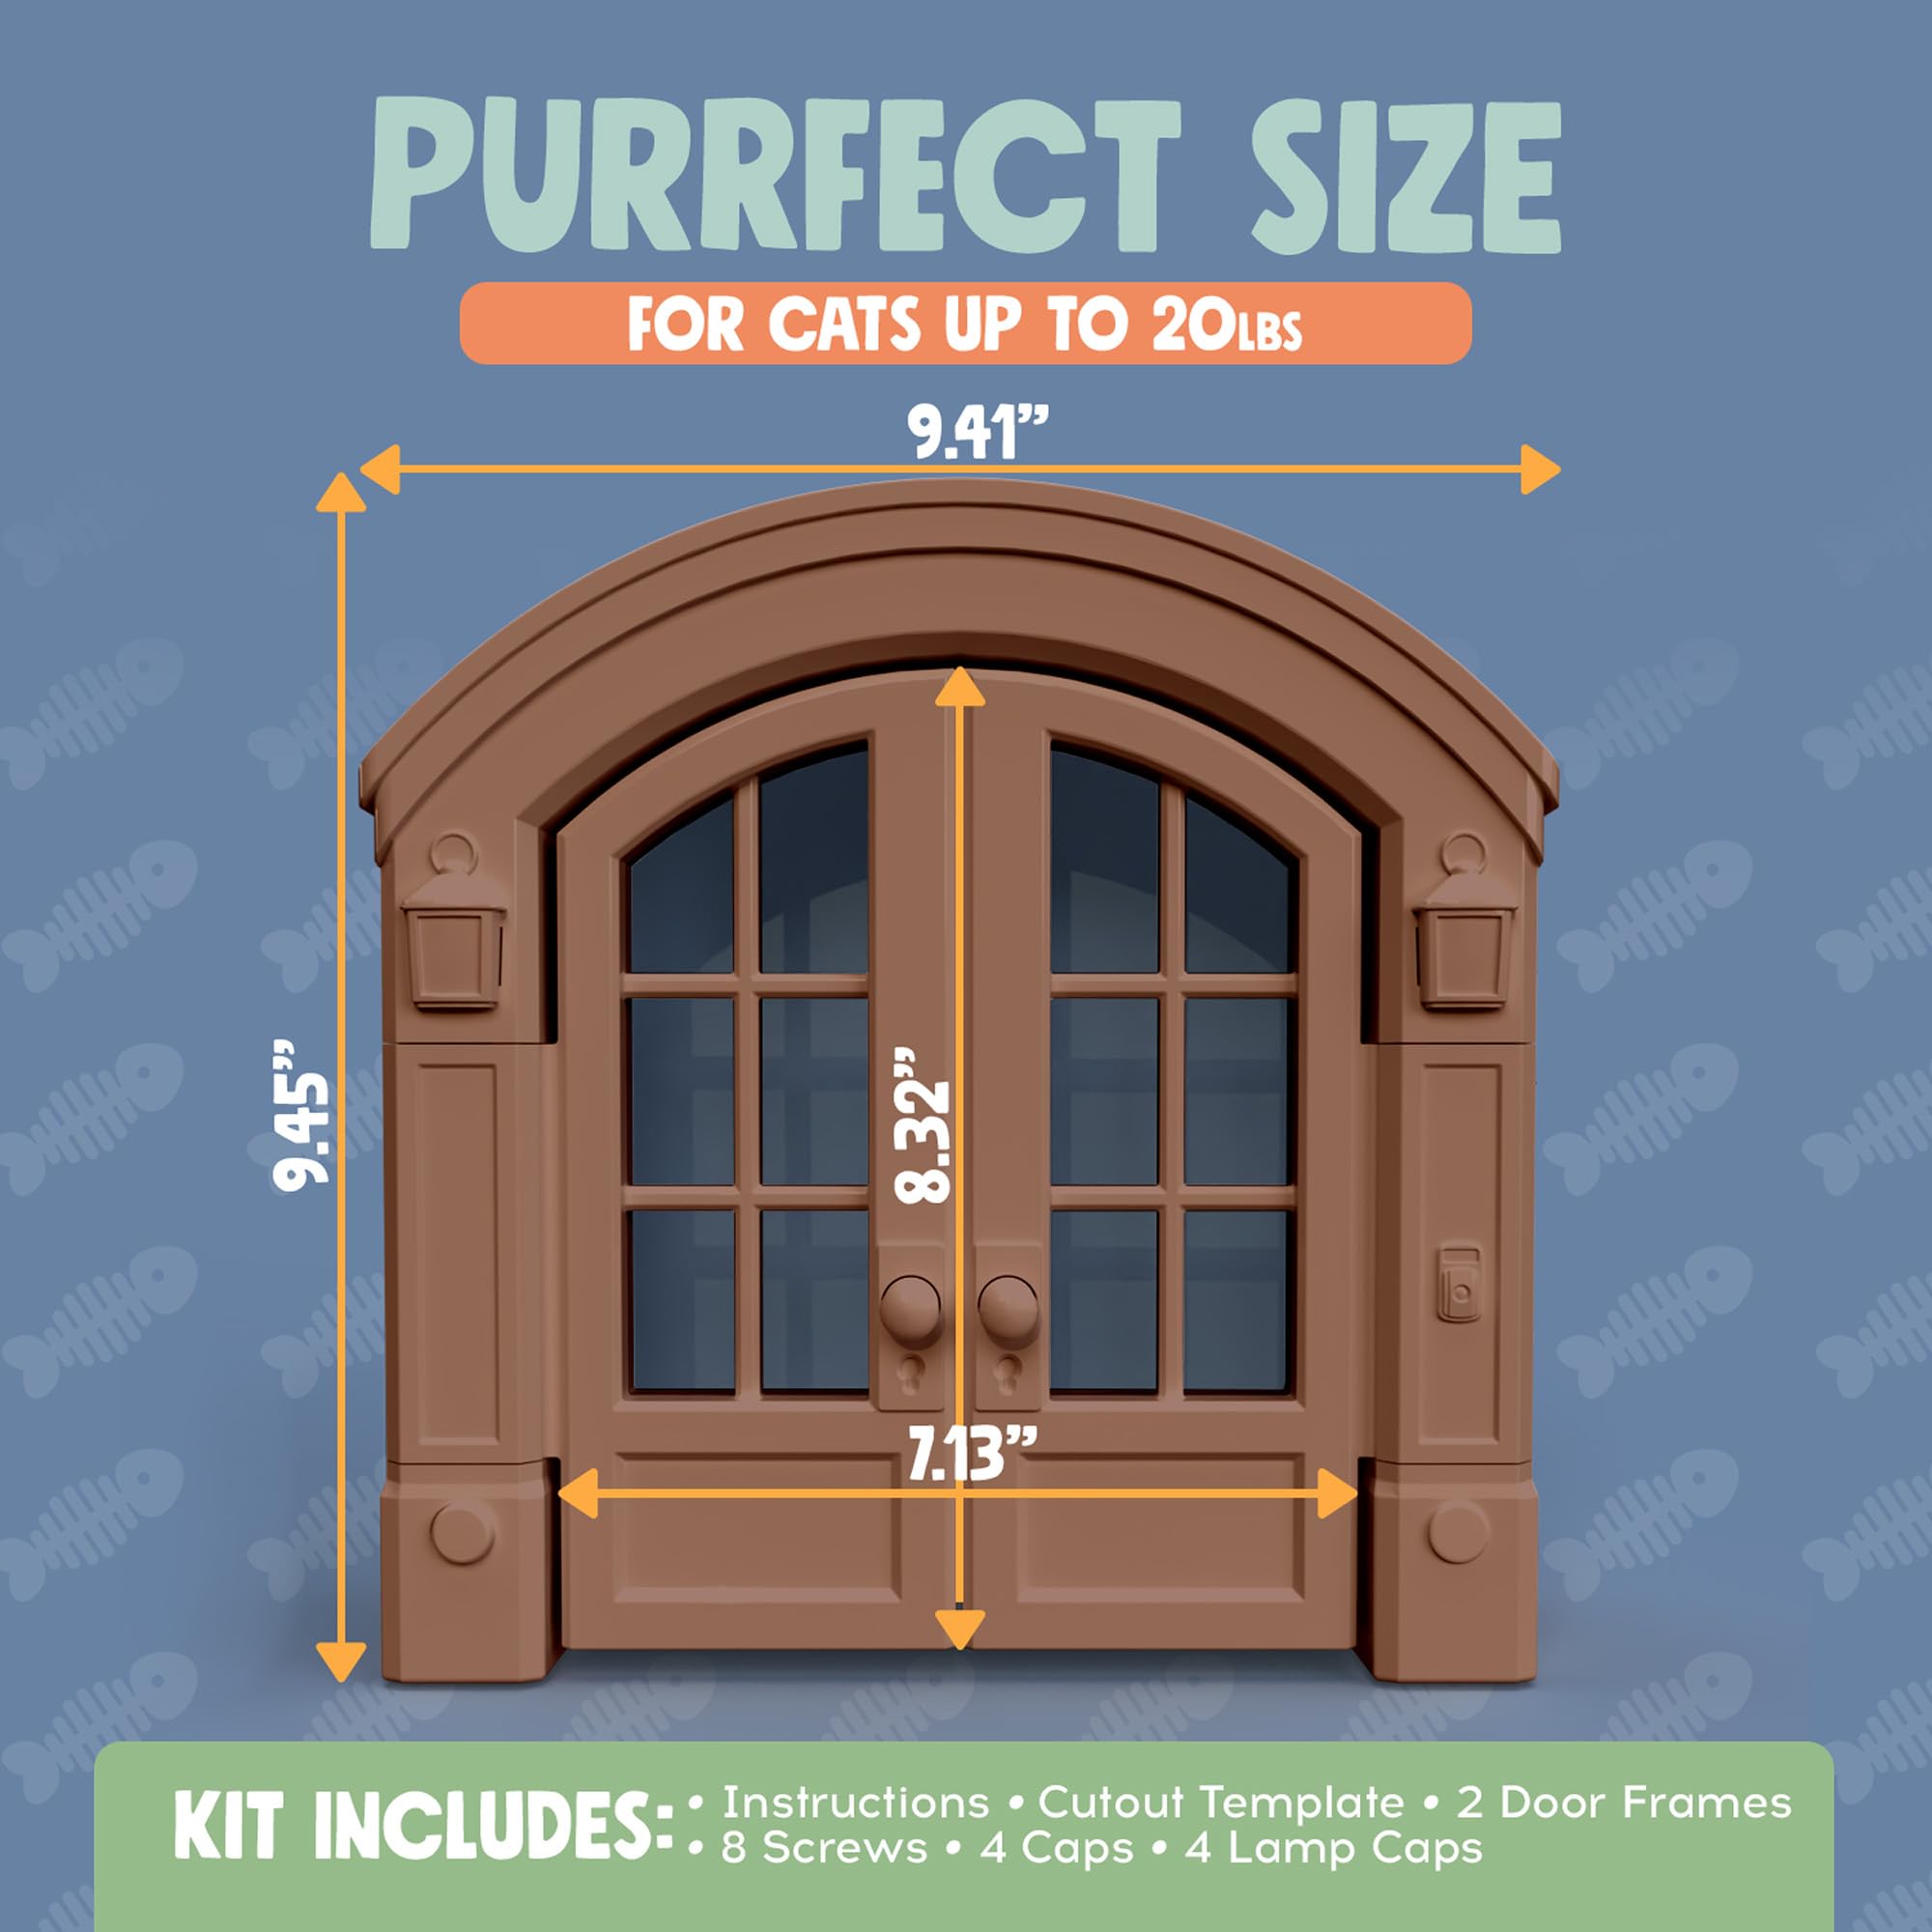 PURRFECT SIZE
FOR CATS UP TO 20LBS
9.41”
9.45”
8.32”
7.13”
KIT INCLUDES:
• Instructions • Cutout Template • 2 Door Frames
• 8 Screws • 4 Caps • 4 Lamp Caps